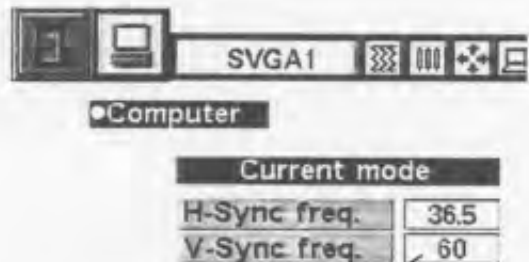 SVGA1
Computer
Current mode
H-Sync freq. 36.5
V-Sync freq. 60